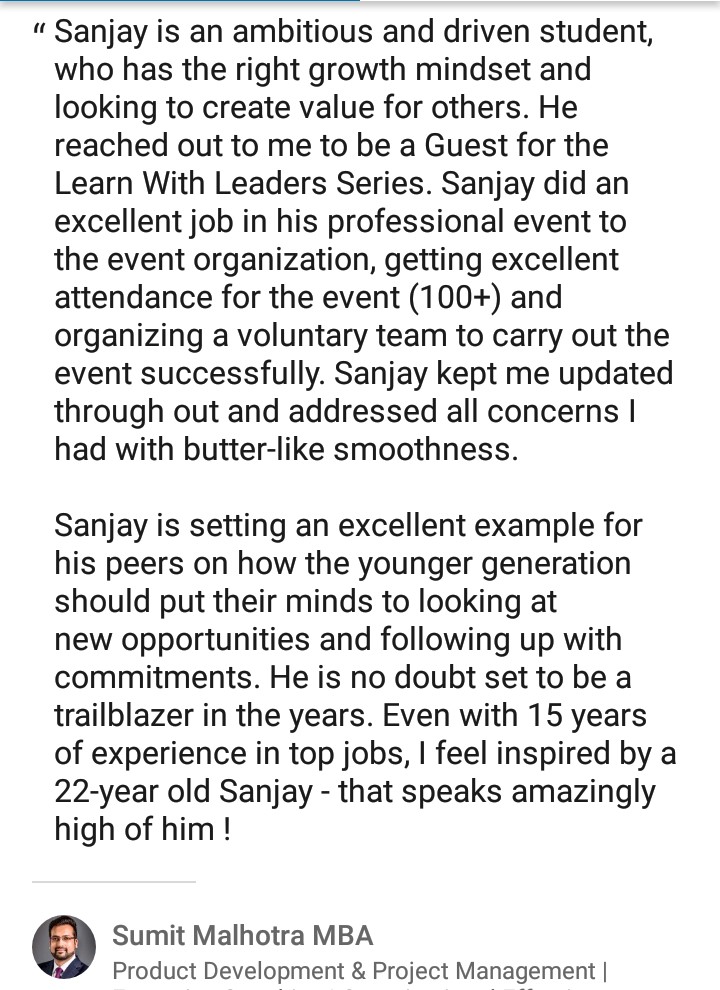 “ Sanjay is an ambitious and driven student,
who has the right growth mindset and
looking to create value for others. He
reached out to me to be a Guest for the
Learn With Leaders Series. Sanjay did an
excellent job in his professional event to
the event organization, getting excellent
attendance for the event (100+) and
organizing a voluntary team to carry out the
event successfully. Sanjay kept me updated
through out and addressed all concerns I
had with butter-like smoothness.
Sanjay is setting an excellent example for
his peers on how the younger generation
should put their minds to looking at
new opportunities and following up with
commitments. He is no doubt set to be a
trailblazer in the years. Even with 15 years
of experience in top jobs, I feel inspired by a
22-year old Sanjay - that speaks amazingly
high of him !
Sumit Malhotra MBA
Product Development & Project Management |